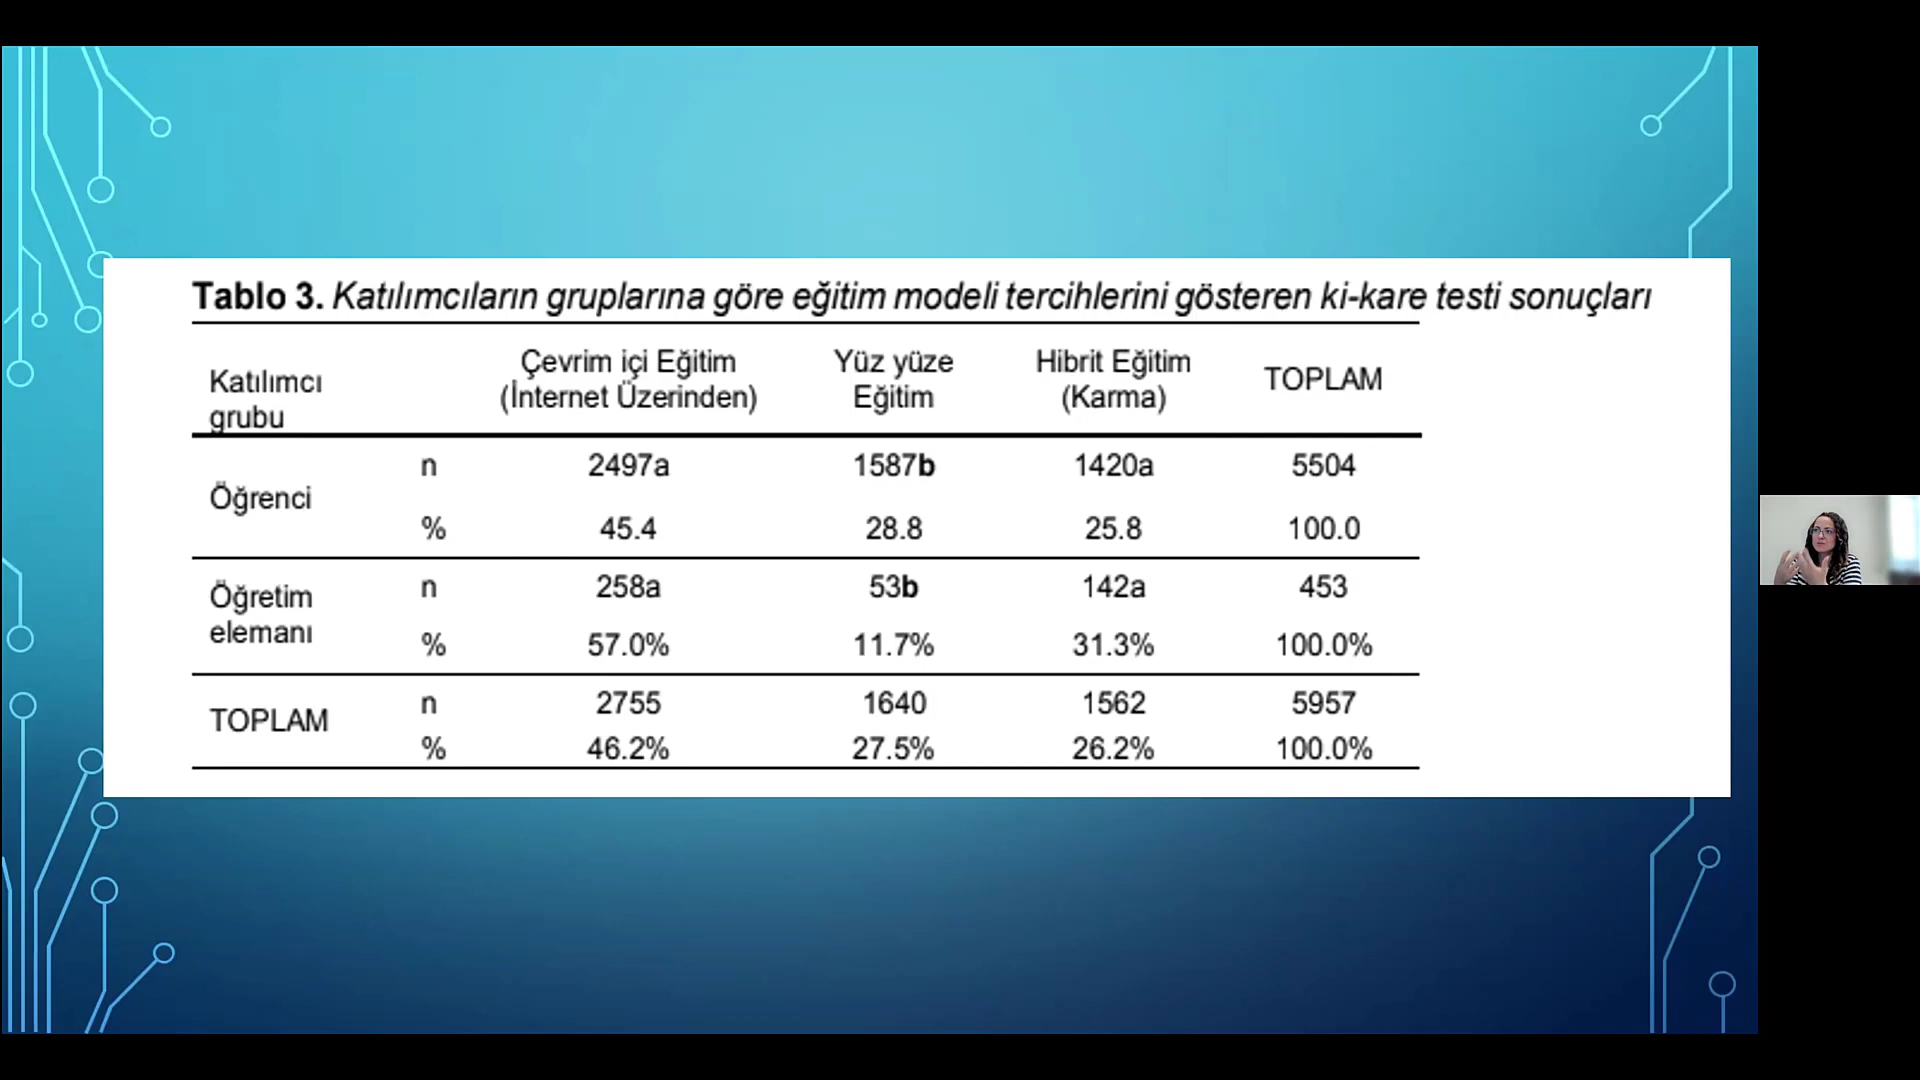 Tablo 3. Katılımcıların gruplarına göre eğitim modeli tercihlerini gösteren ki-kare testi sonuçları
Katılımcı grubu Çevrim içi Eğitim (İnternet Üzerinden) Yüz yüze Eğitim Hibrit Eğitim (Karma) TOPLAM
Öğrenci n 2497a 1587b 1420a 5504
% 45.4 28.8 25.8 100.0
Öğretim elemanı n 258a 53b 142a 453
% 57.0% 11.7% 31.3% 100.0%
TOPLAM n 2755 1640 1562 5957
% 46.2% 27.5% 26.2% 100.0%